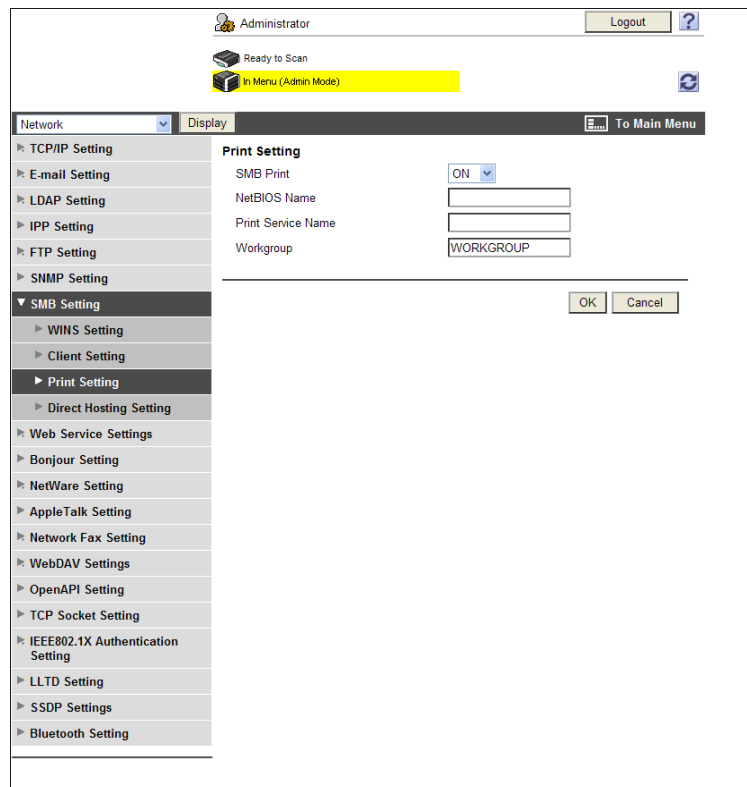 Administrator
Logout
?
Ready to Scan
In Menu (Admin Mode)
Network
Display
To Main Menu
TCP/IP Setting
E-mail Setting
LDAP Setting
IPP Setting
FTP Setting
SNMP Setting
SMB Setting
WINS Setting
Client Setting
Print Setting
Direct Hosting Setting
Web Service Settings
Bonjour Setting
NetWare Setting
AppleTalk Setting
Network Fax Setting
WebDAV Settings
OpenAPI Setting
TCP Socket Setting
IEEE802.1X Authentication
Setting
LLTD Setting
SSDP Settings
Bluetooth Setting
Print Setting
SMB Print ON
NetBIOS Name
Print Service Name
Workgroup WORKGROUP
OK Cancel